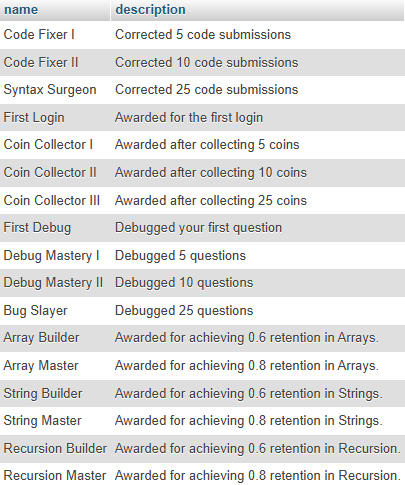 name description
Code Fixer I Corrected 5 code submissions
Code Fixer II Corrected 10 code submissions
Syntax Surgeon Corrected 25 code submissions
First Login Awarded for the first login
Coin Collector I Awarded after collecting 5 coins
Coin Collector II Awarded after collecting 10 coins
Coin Collector III Awarded after collecting 25 coins
First Debug Debugged your first question
Debug Mastery I Debugged 5 questions
Debug Mastery II Debugged 10 questions
Bug Slayer Debugged 25 questions
Array Builder Awarded for achieving 0.6 retention in Arrays.
Array Master Awarded for achieving 0.8 retention in Arrays.
String Builder Awarded for achieving 0.6 retention in Strings.
String Master Awarded for achieving 0.8 retention in Strings.
Recursion Builder Awarded for achieving 0.6 retention in Recursion.
Recursion Master Awarded for achieving 0.8 retention in Recursion.